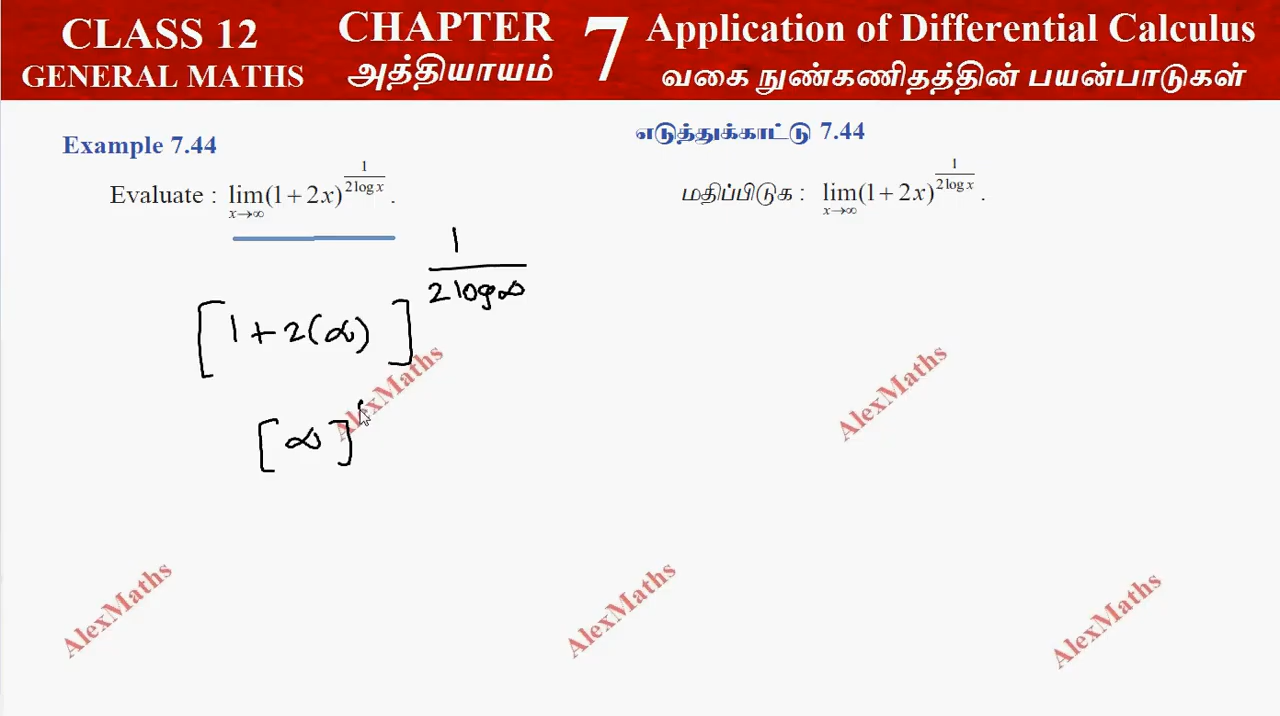 CLASS 12
GENERAL MATHS
CHAPTER
அத்தியாயம்
7
Application of Differential Calculus
வகை நுண்கணிதத்தின் பயன்பாடுகள்
Example 7.44
Evaluate : lim x→∞ (1+2x)^(1/(2 log x)) .
எடுத்துக்காட்டு 7.44
மதிப்பிடுக : lim x→∞ (1+2x)^(1/(2 log x)) .
[1+2(∞)]^(1/(2 log ∞))
[∞]
AlexMaths
AlexMaths
AlexMaths
AlexMaths
AlexMaths